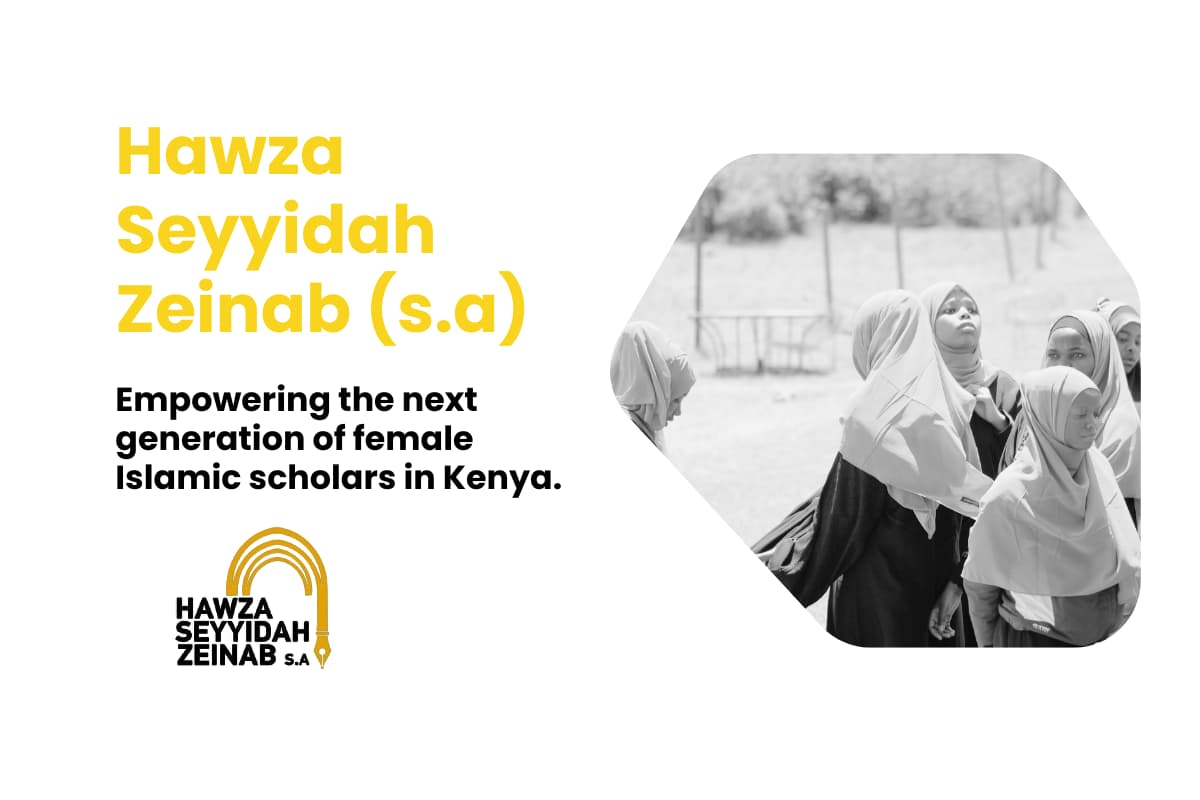 Hawza
Seyyidah
Zeinab (s.a)
Empowering the next
generation of female
Islamic scholars in Kenya.
HAWZA
SEYYIDAH
ZEINAB S.A